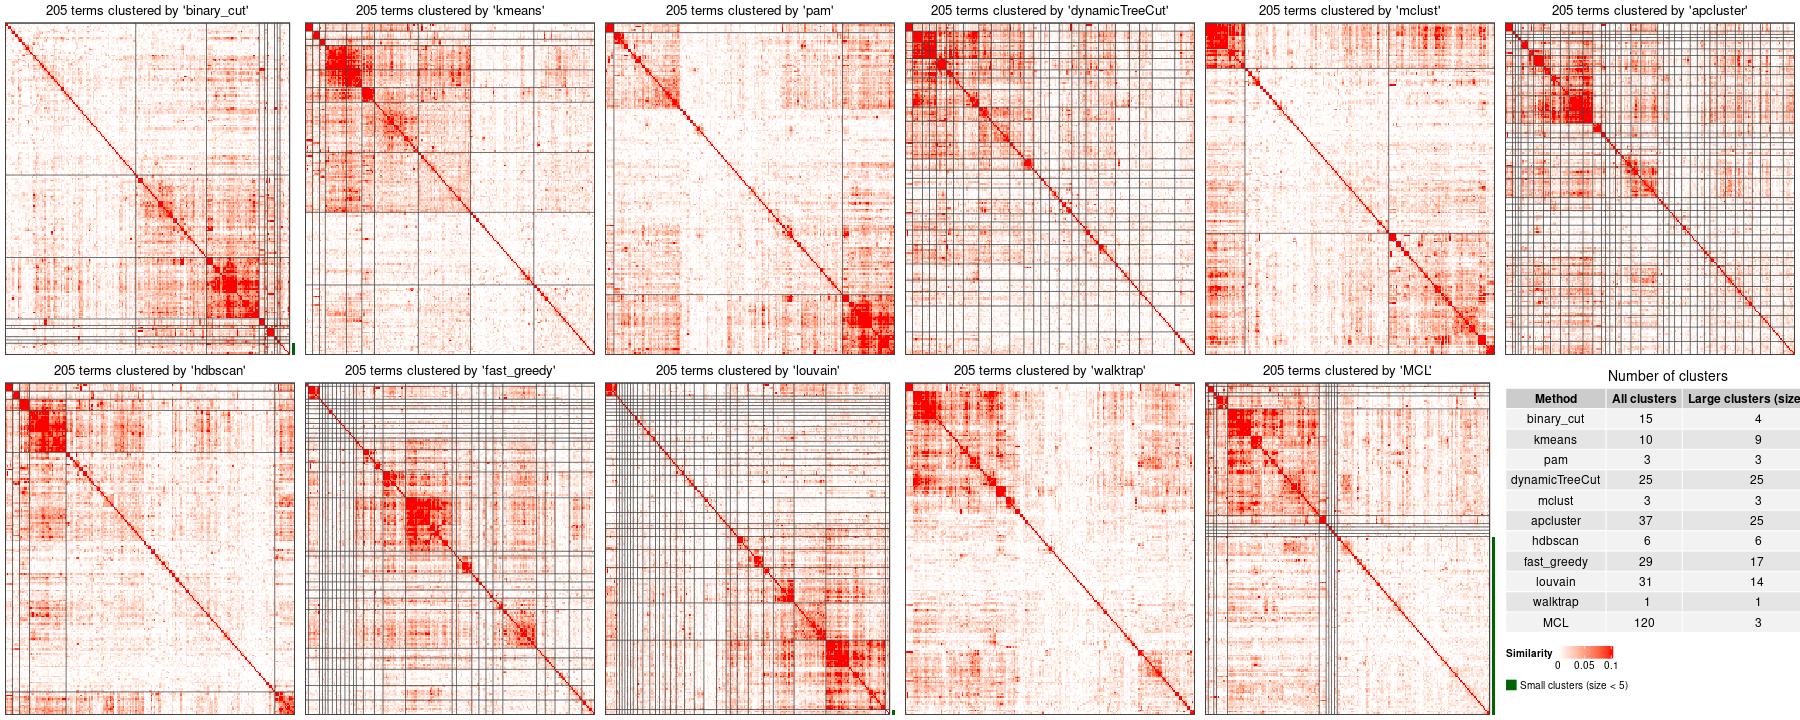 205 terms clustered by 'binary_cut'
205 terms clustered by 'kmeans'
205 terms clustered by 'pam'
205 terms clustered by 'dynamicTreeCut'
205 terms clustered by 'mclust'
205 terms clustered by 'apcluster'
205 terms clustered by 'hdbscan'
205 terms clustered by 'fast_greedy'
205 terms clustered by 'louvain'
205 terms clustered by 'walktrap'
205 terms clustered by 'MCL'
Number of clusters
Method All clusters Large clusters (size
binary_cut 15 4
kmeans 10 9
pam 3 3
dynamicTreeCut 25 25
mclust 3 3
apcluster 37 25
hdbscan 6 6
fast_greedy 29 17
louvain 31 14
walktrap 1 1
MCL 120 3
Similarity
0 0.05 0.1
Small clusters (size < 5)